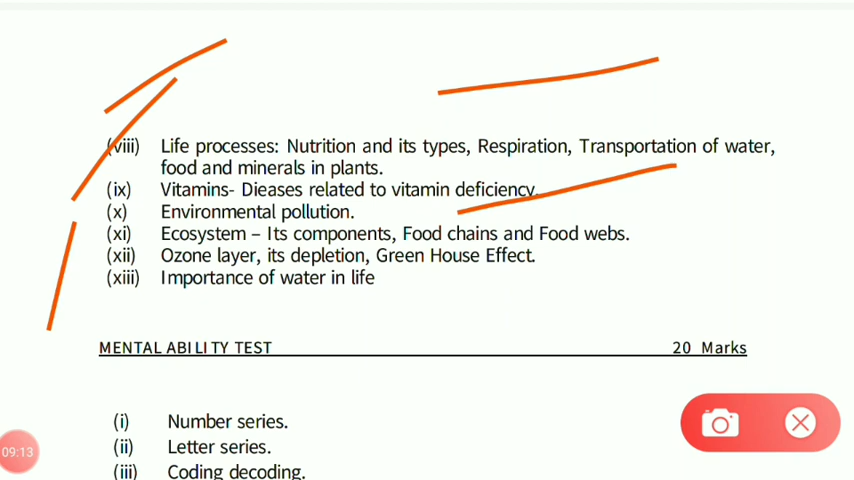 (viii) Life processes: Nutrition and its types, Respiration, Transportation of water,
food and minerals in plants.
(ix) Vitamins- Dieases related to vitamin deficiency.
(x) Environmental pollution.
(xi) Ecosystem – Its components, Food chains and Food webs.
(xii) Ozone layer, its depletion, Green House Effect.
(xiii) Importance of water in life
MENTAL ABILITY TEST 20 Marks
(i) Number series.
(ii) Letter series.
(iii) Coding decoding.
09:13